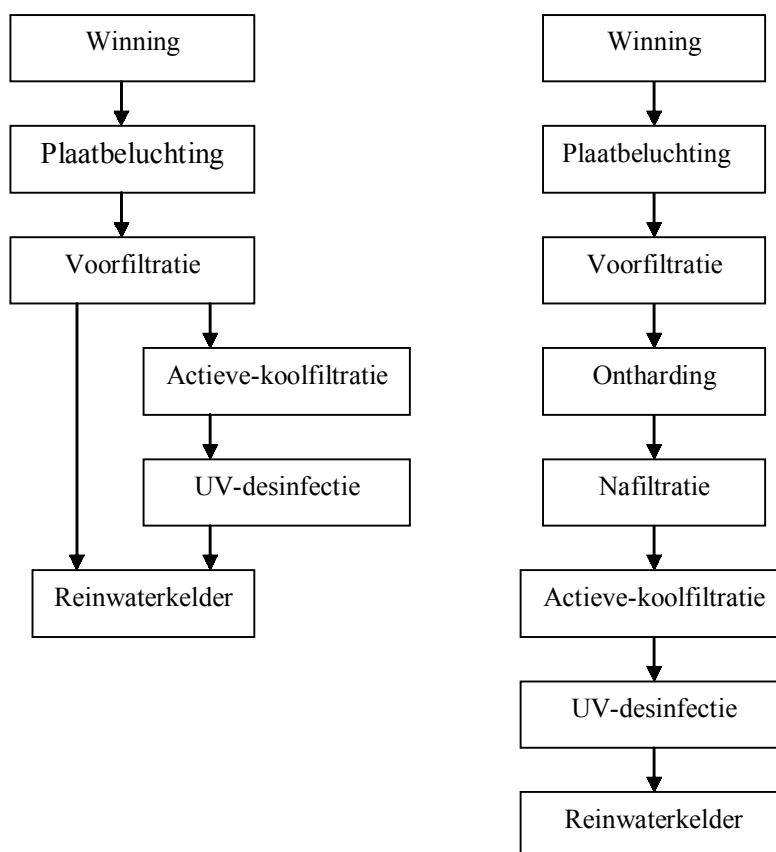 Winning
Plaatbeluchting
Voorfiltratie
Actieve-koolfiltratie
UV-desinfectie
Reinwaterkelder
Winning
Plaatbeluchting
Voorfiltratie
Ontharding
Nafiltratie
Actieve-koolfiltratie
UV-desinfectie
Reinwaterkelder